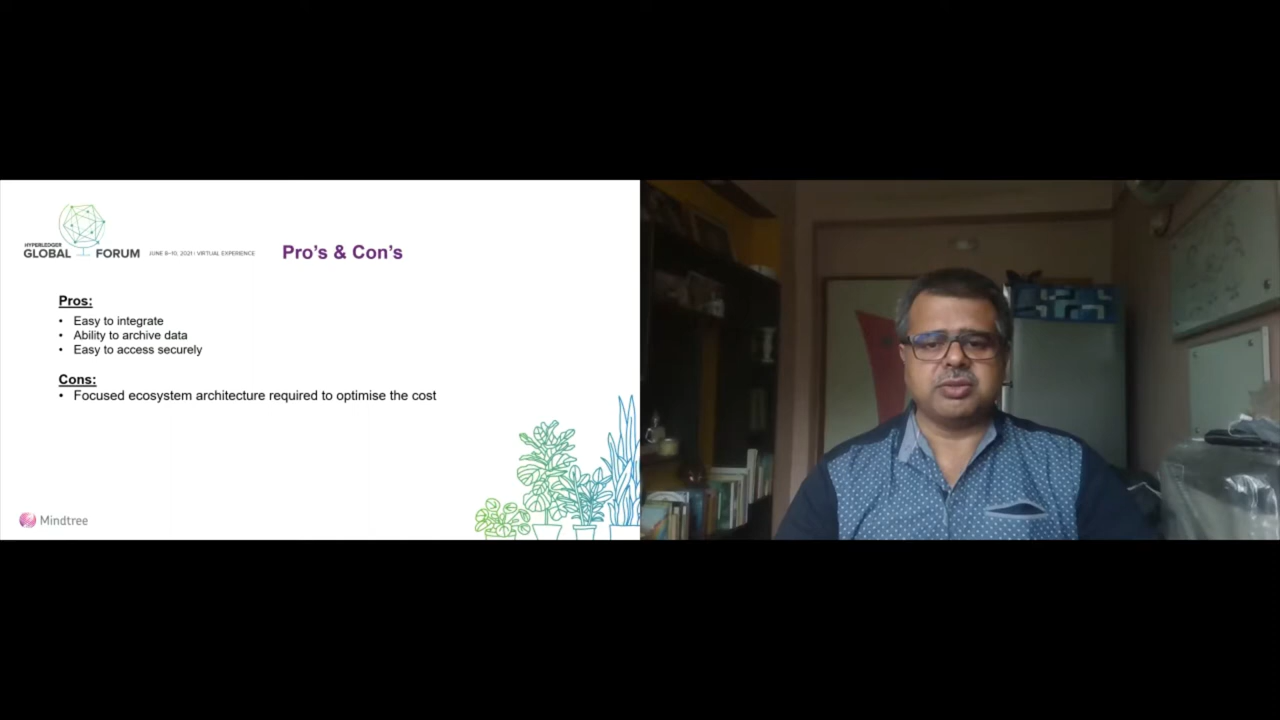 HYPERLEDGER
GLOBAL FORUM JUNE 8-10, 2021 | VIRTUAL EXPERIENCE
Pro's & Con's
Pros:
• Easy to integrate
• Ability to archive data
• Easy to access securely
Cons:
• Focused ecosystem architecture required to optimise the cost
Mindtree